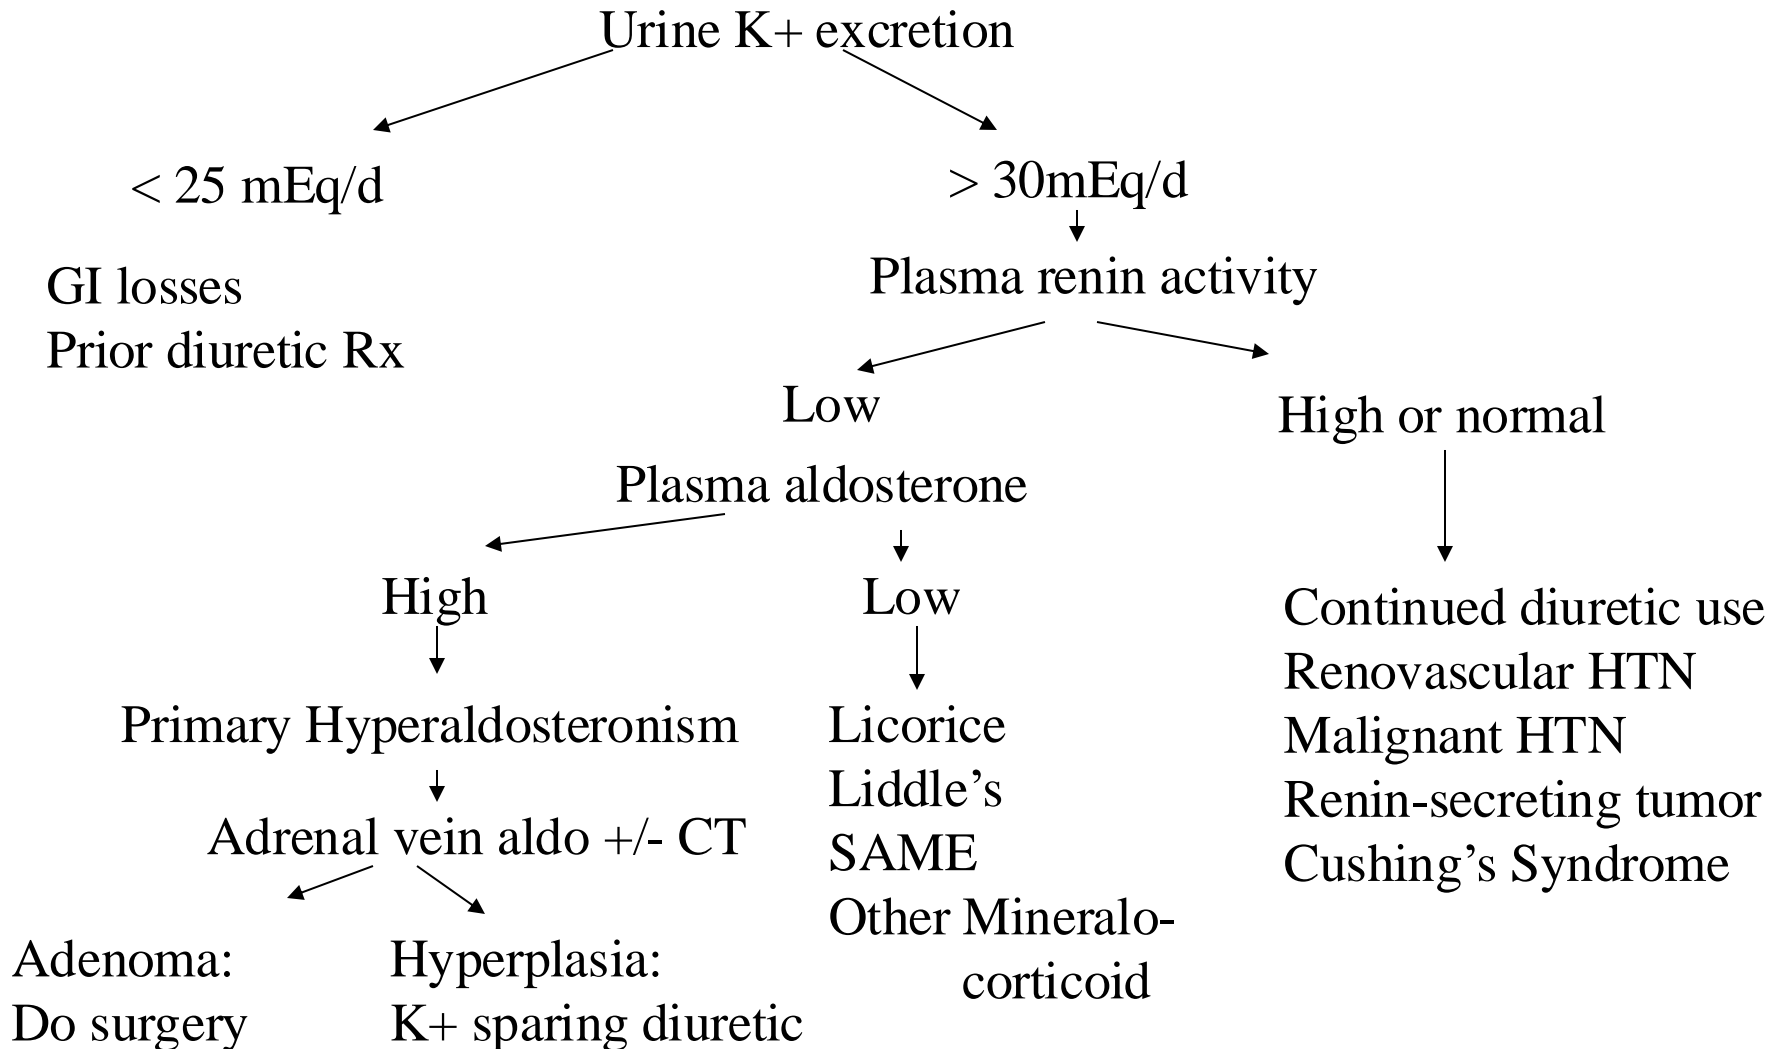 Urine K+ excretion
< 25 mEq/d
> 30mEq/d
GI losses
Prior diuretic Rx
Plasma renin activity
Low
High or normal
Plasma aldosterone
High
Low
Continued diuretic use
Renovascular HTN
Malignant HTN
Renin-secreting tumor
Cushing’s Syndrome
Primary Hyperaldosteronism
Licorice
Liddle’s
SAME
Other Mineralo-
corticoid
Adrenal vein aldo +/- CT
Adenoma:
Do surgery
Hyperplasia:
K+ sparing diuretic